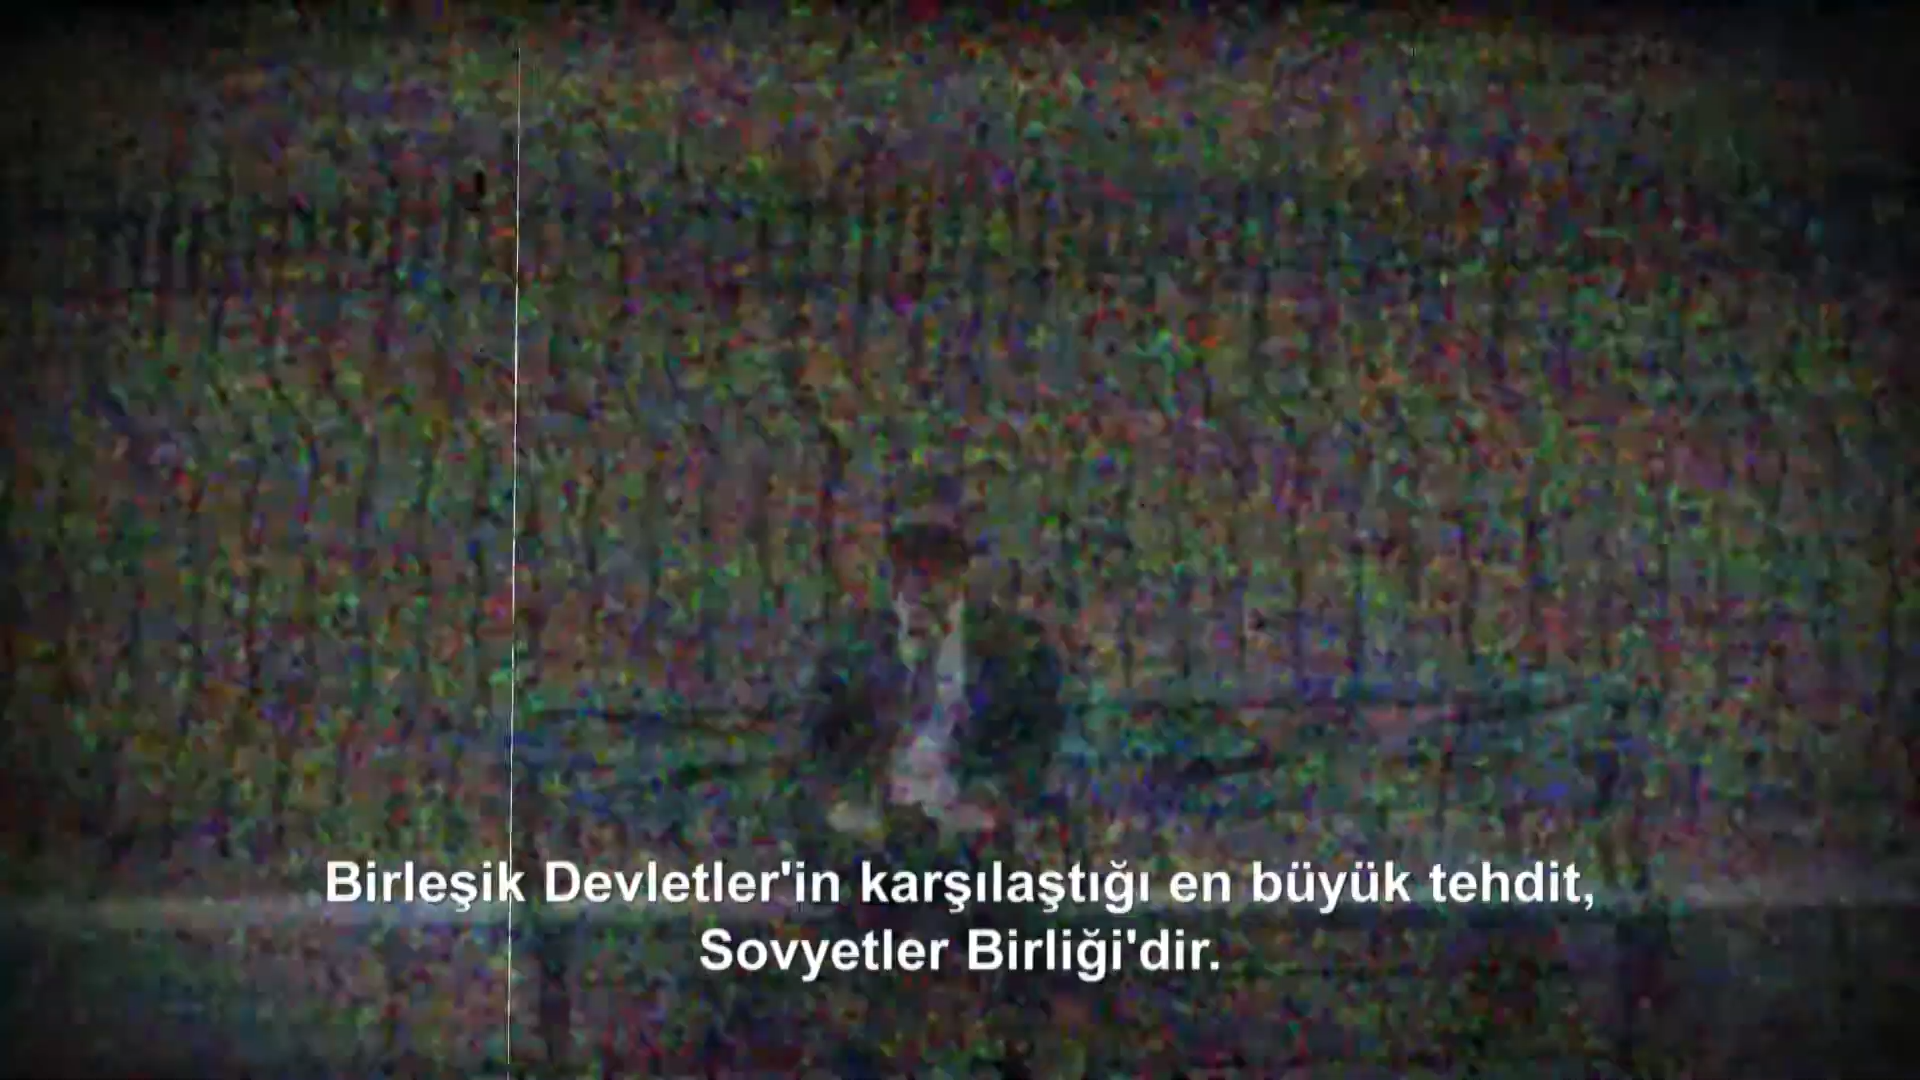 Birleşik Devletler'in karşılaştığı en büyük tehdit,
Sovyetler Birliği'dir.